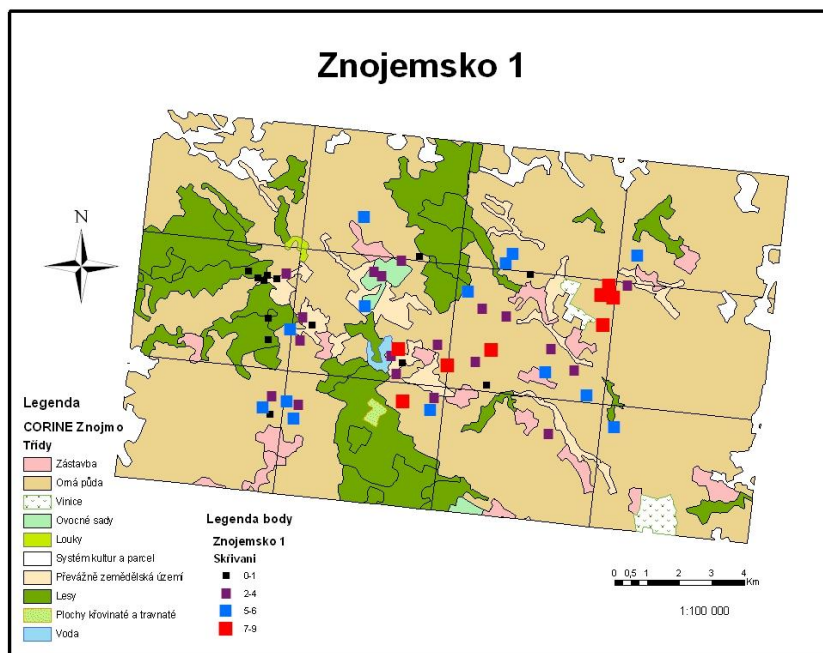 Znojemsko 1
N
Legenda
CORINE Znojmo
Třídy
Zástavba
Orná půda
Vinice
Ovocné sady
Louky
Systém kultur a parcel
Převážně zemědělská území
Lesy
Plochy křovinaté a travnaté
Voda
Legenda body
Znojemsko 1
Skřivani
0-1
2-4
5-6
7-9
0 0,5 1 2 3 4
Km
1:100 000